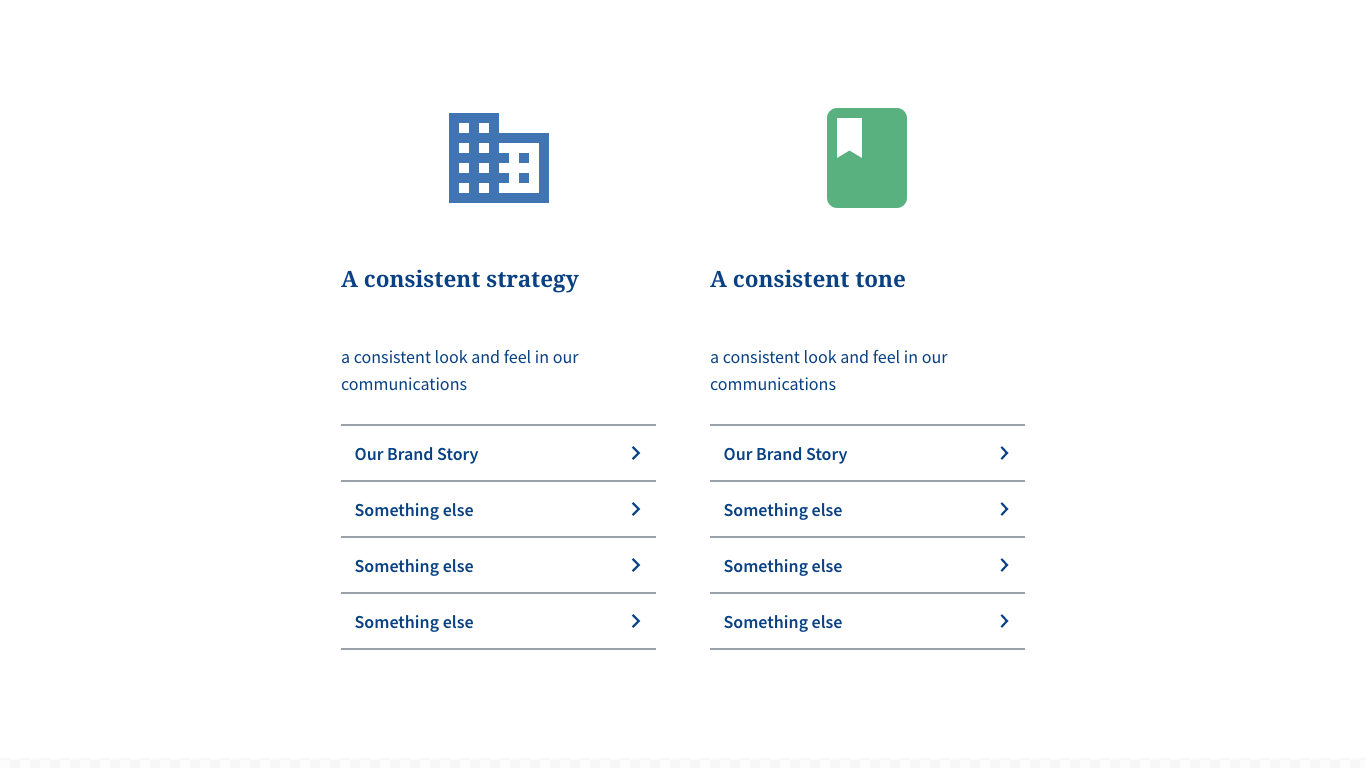 A consistent strategy
a consistent look and feel in our
communications
Our Brand Story
Something else
Something else
Something else
A consistent tone
a consistent look and feel in our
communications
Our Brand Story
Something else
Something else
Something else